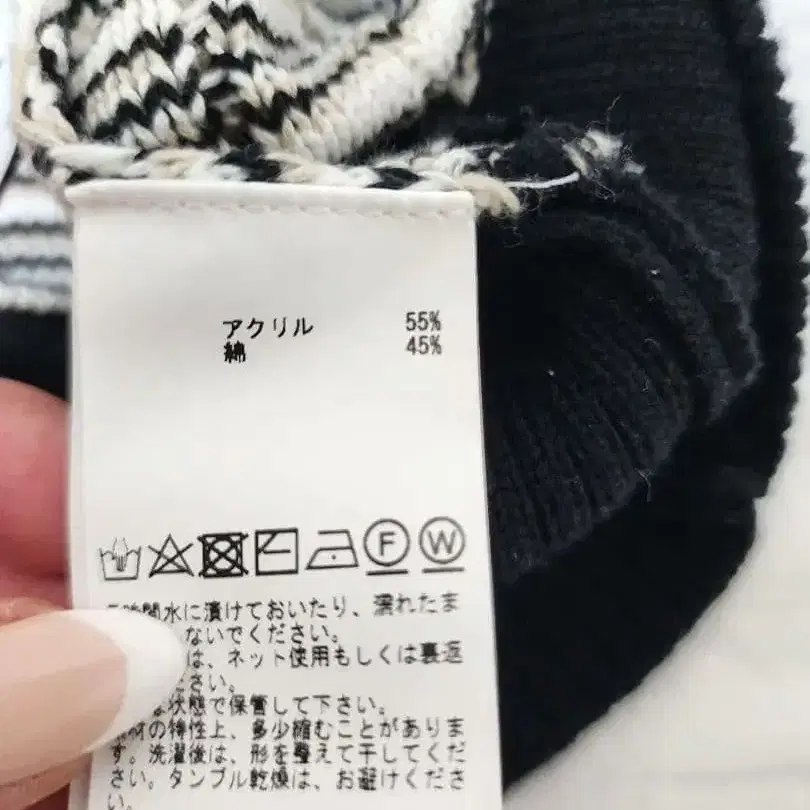 アクリル 55%
綿 45%
F W
水に漬けておいたり、濡れたま
ないでください。
は、ネット使用もしくは裏返
さい。
状態で保管して下さい。
材の特性上、多少縮むことがありま
す。洗濯後は、形を整えて干してくだ
さい。タンブル乾燥は、お避けくださ
い。